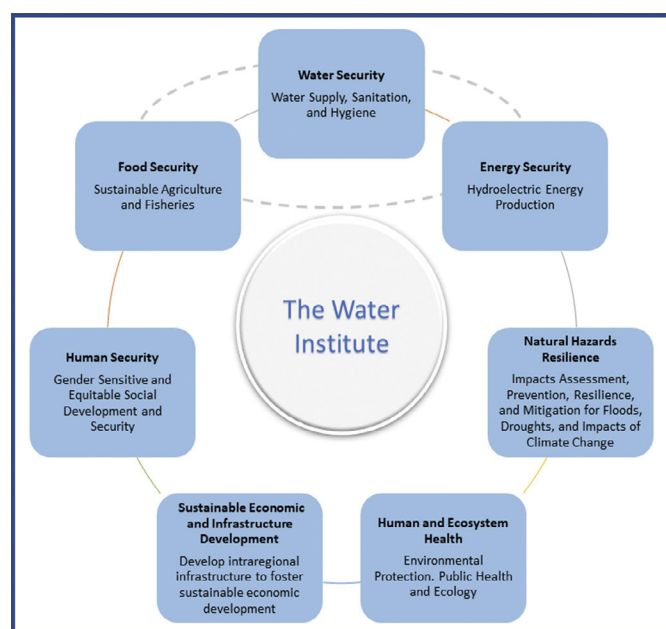 Water Security
Water Supply, Sanitation,
and Hygiene
Food Security
Sustainable Agriculture
and Fisheries
Energy Security
Hydroelectric Energy
Production
The Water
Institute
Human Security
Gender Sensitive and
Equitable Social
Development and
Security
Natural Hazards
Resilience
Impacts Assessment,
Prevention, Resilience,
and Mitigation for Floods,
Droughts, and Impacts of
Climate Change
Sustainable Economic
and Infrastructure
Development
Develop intraregional
infrastructure to foster
sustainable economic
development
Human and Ecosystem
Health
Environmental
Protection. Public Health
and Ecology